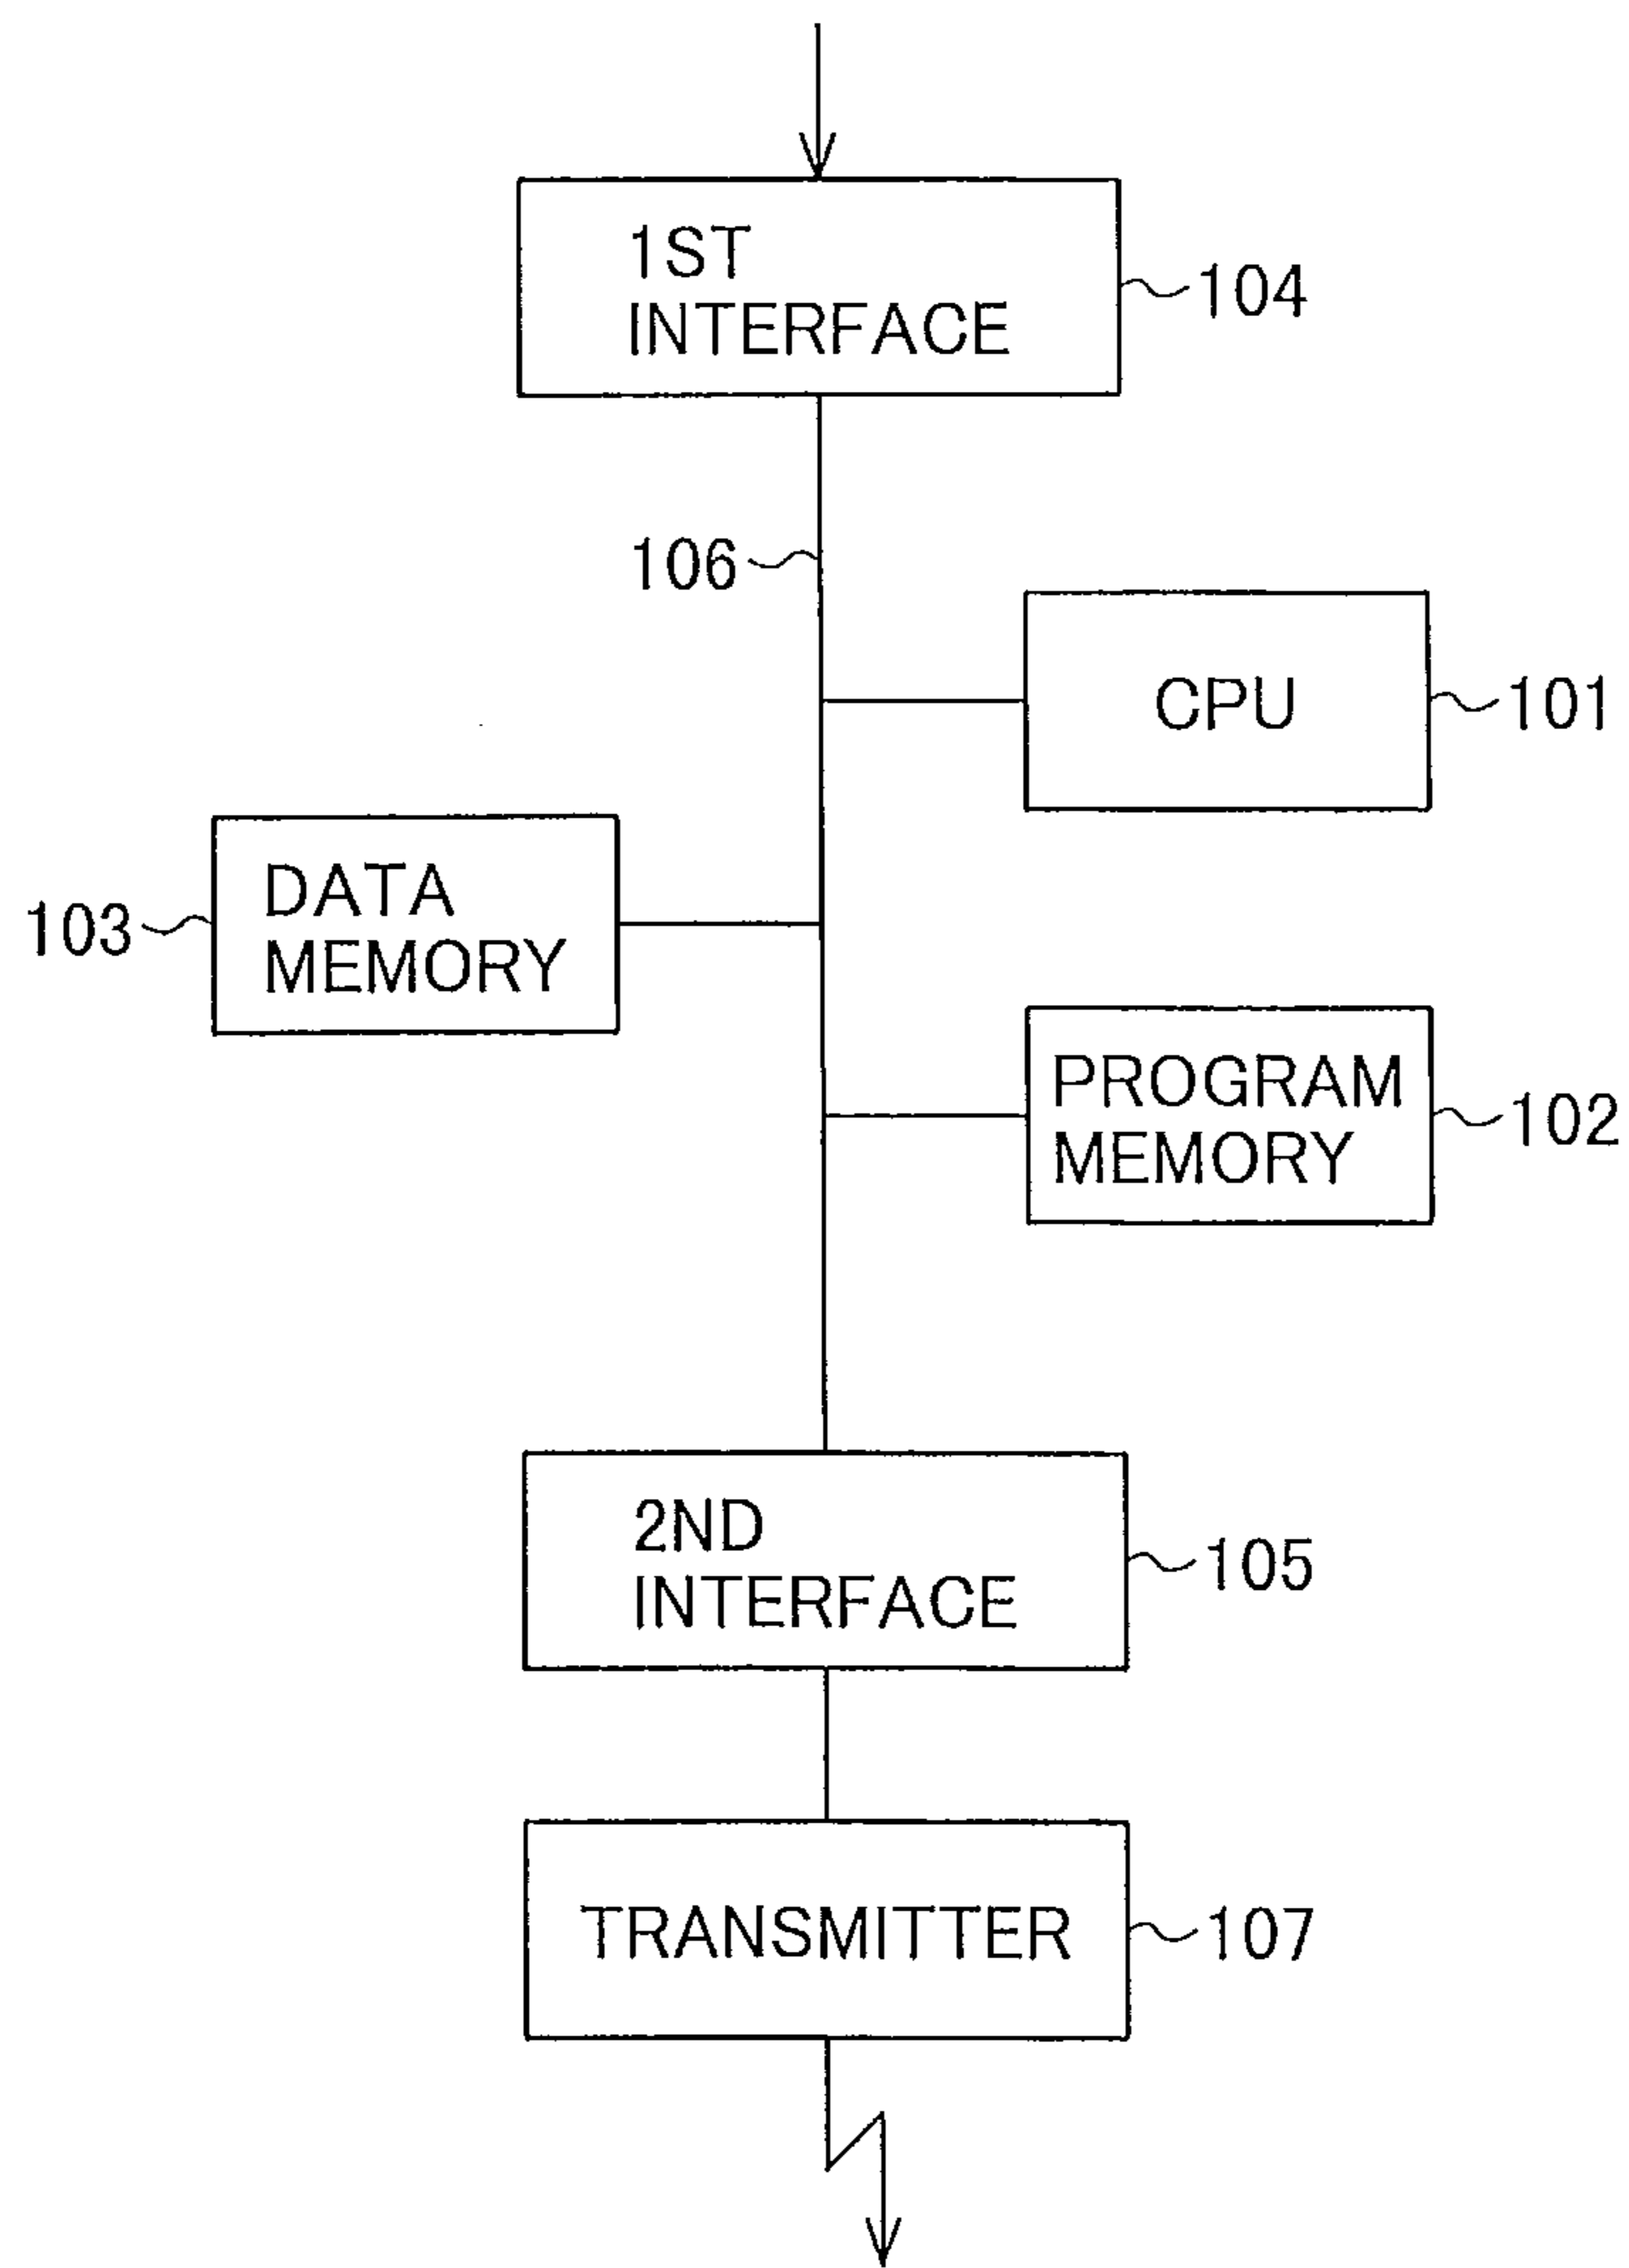 1ST
INTERFACE
104
106
CPU
101
DATA
MEMORY
103
PROGRAM
MEMORY
102
2ND
INTERFACE
105
TRANSMITTER
107